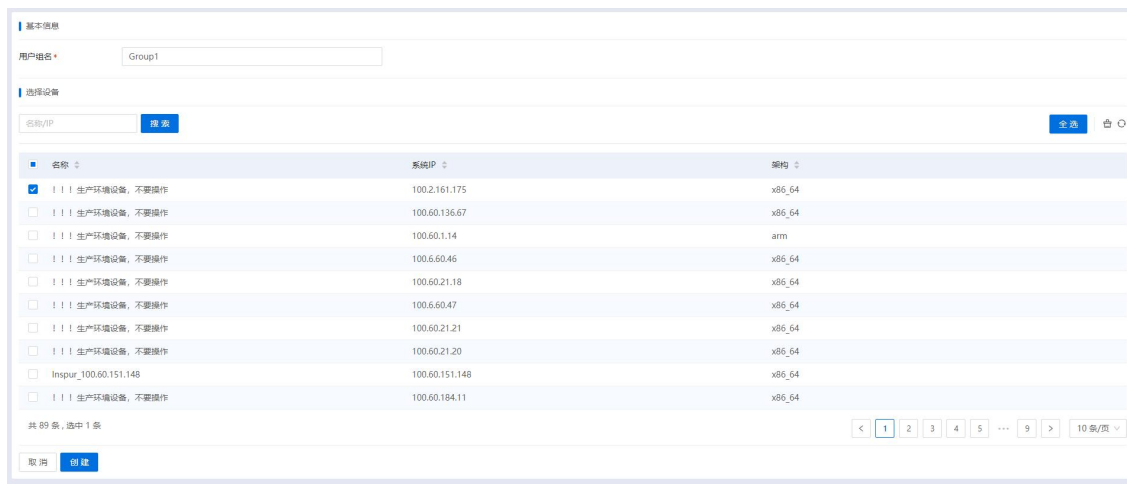 基本信息
用户组名* Group1
选择设备
名称/IP 搜索 全选
名称 系统IP 架构
！！！生产环境设备，不要操作 100.2.161.175 x86_64
！！！生产环境设备，不要操作 100.60.136.67 x86_64
！！！生产环境设备，不要操作 100.60.1.14 arm
！！！生产环境设备，不要操作 100.6.60.46 x86_64
！！！生产环境设备，不要操作 100.60.21.18 x86_64
！！！生产环境设备，不要操作 100.6.60.47 x86_64
！！！生产环境设备，不要操作 100.60.21.21 x86_64
！！！生产环境设备，不要操作 100.60.21.20 x86_64
Inspur_100.60.151.148 100.60.151.148 x86_64
！！！生产环境设备，不要操作 100.60.184.11 x86_64
共 89 条 , 选中 1 条 < 1 2 3 4 5 ··· 9 > 10 条/页
取消 创建